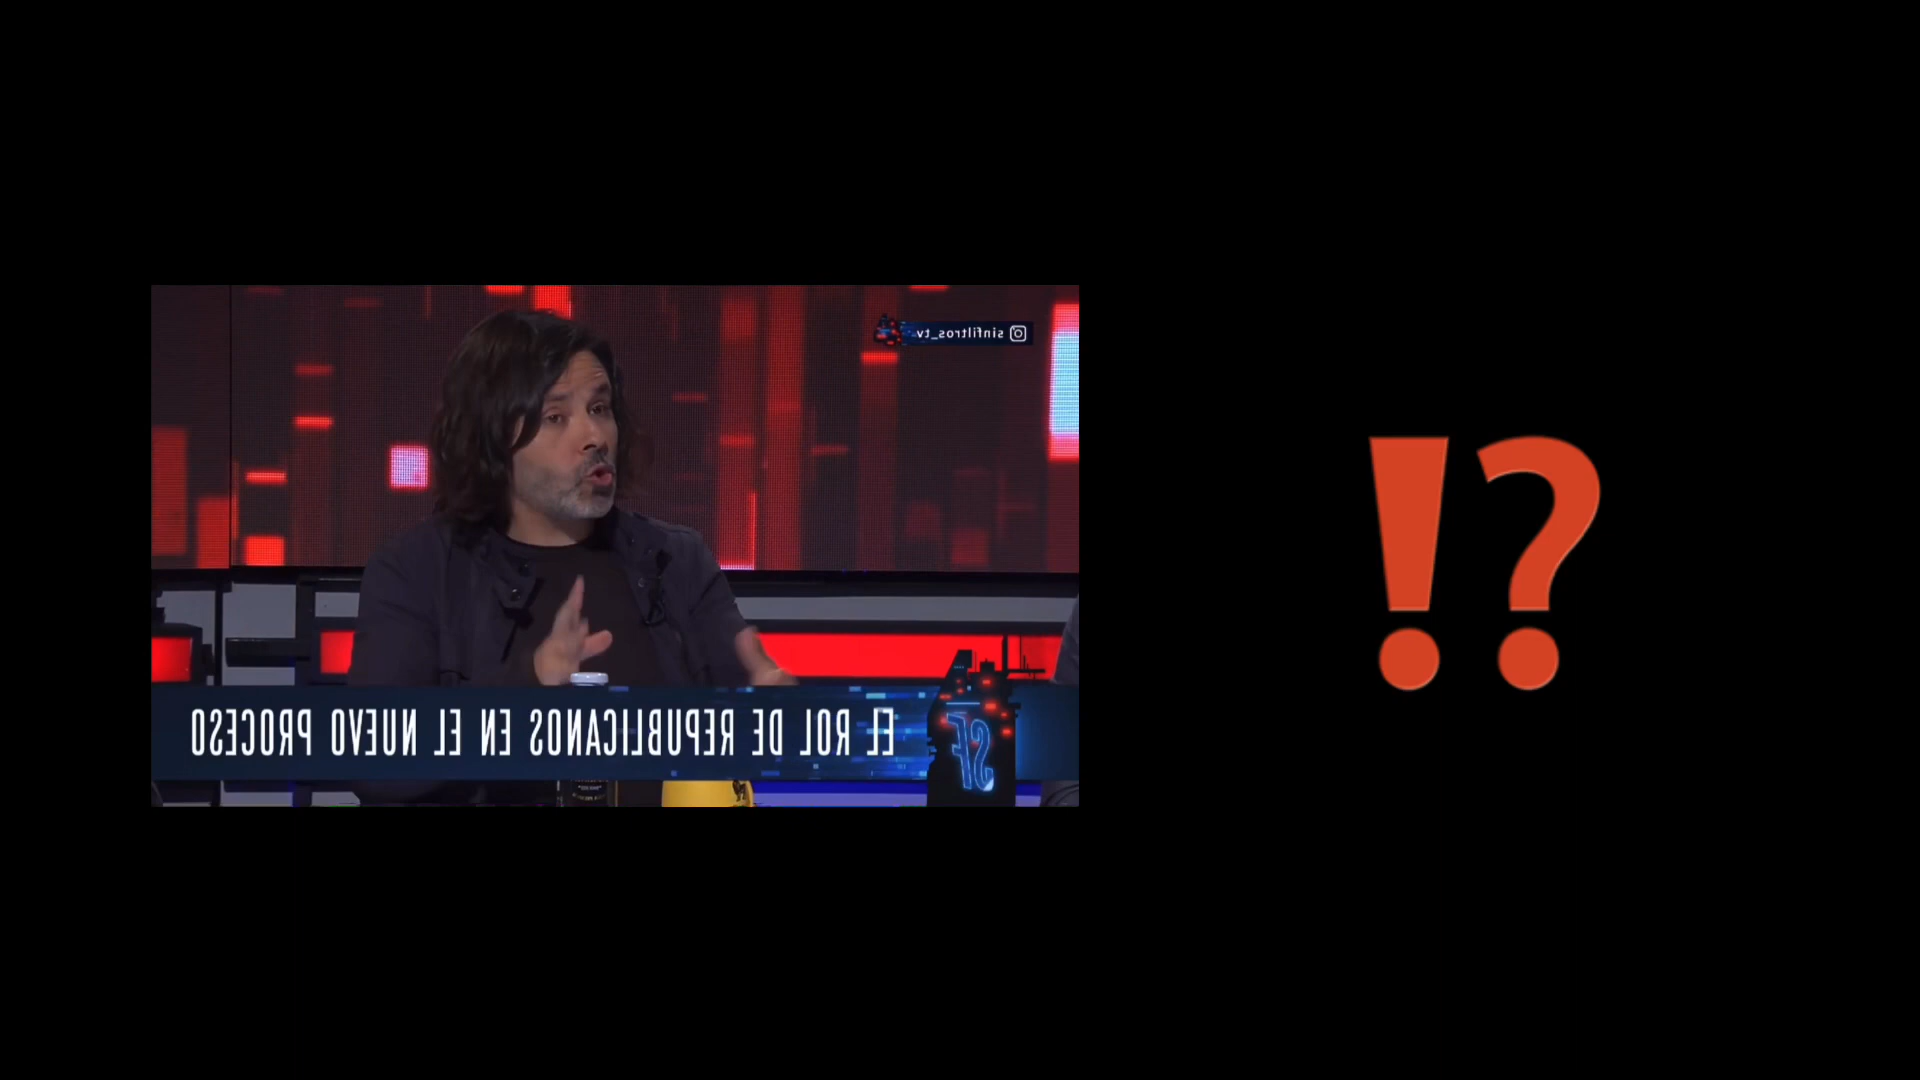 sinfiltros_tv
!?
EL ROL DE REPUBLICANOS EN EL NUEVO PROCESO
SF